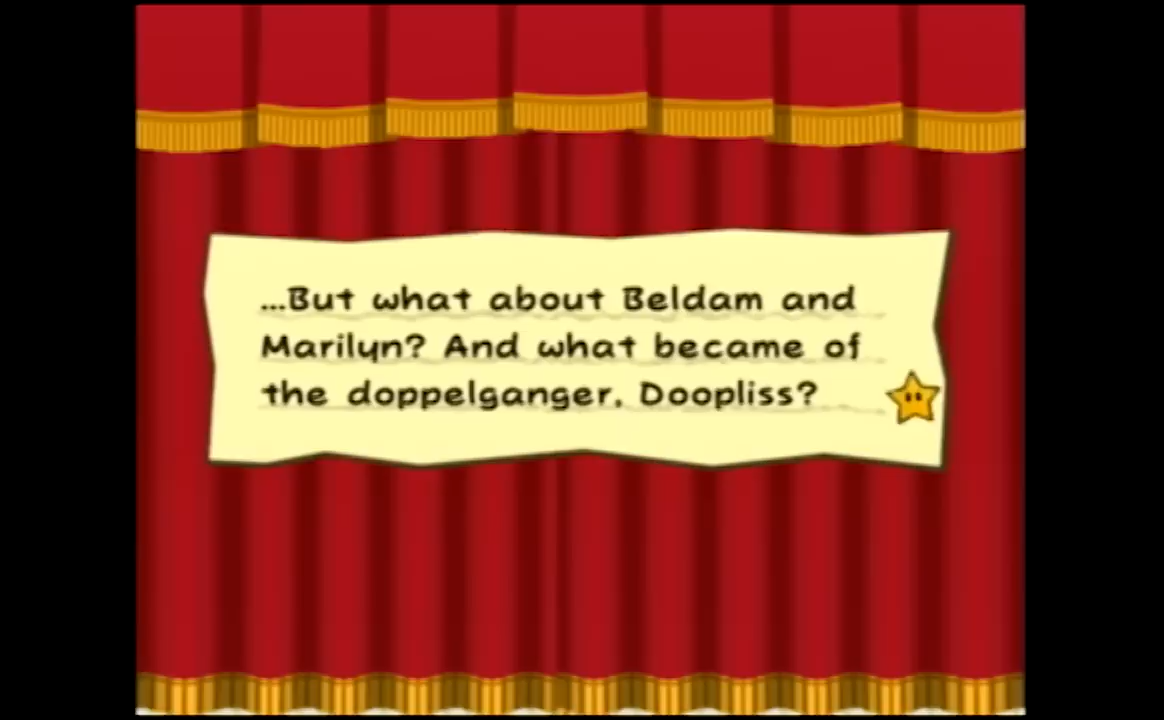 ...But what about Beldam and
Marilyn? And what became of
the doppelganger, Doopliss?